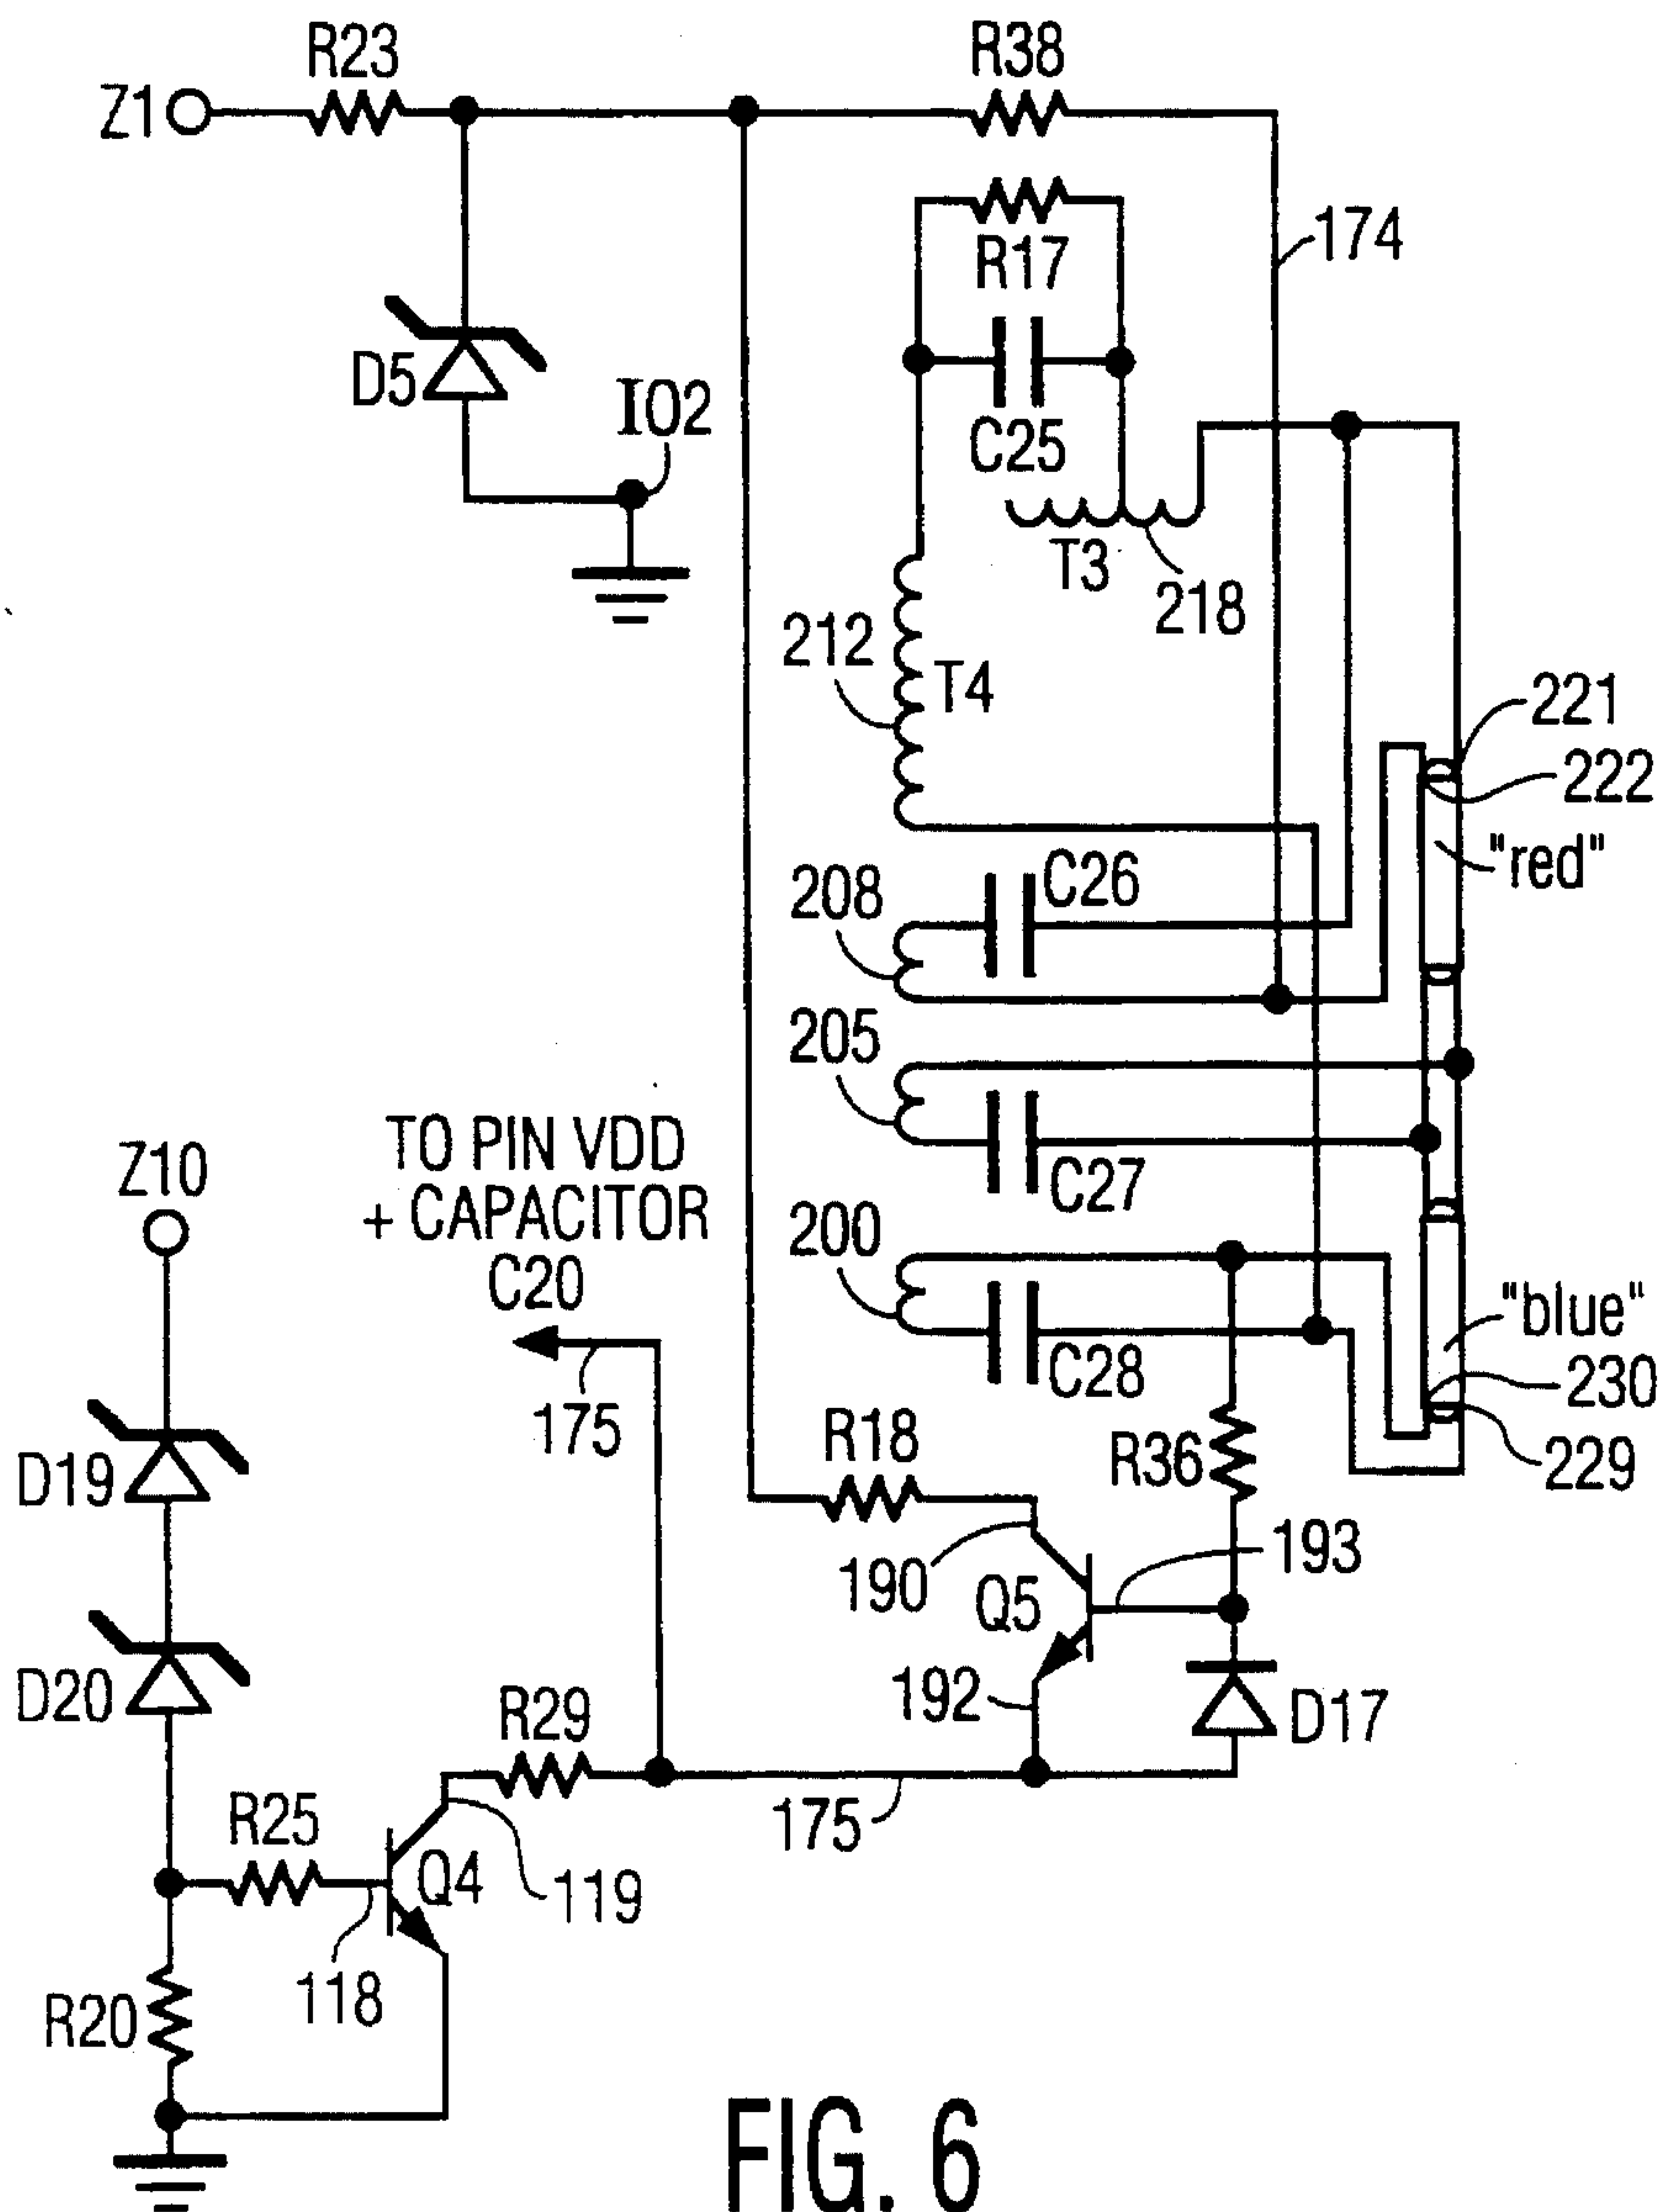 R23
R38
Z1
174
R17
D5
IO2
C25
T3
218
212
T4
221
222
"red"
C26
208
205
TO PIN VDD
+ CAPACITOR
C20
Z10
C27
200
"blue"
C28
230
175
R18
R36
229
D19
193
190
Q5
D20
192
R29
D17
175
R25
Q4
119
118
R20
FIG. 6